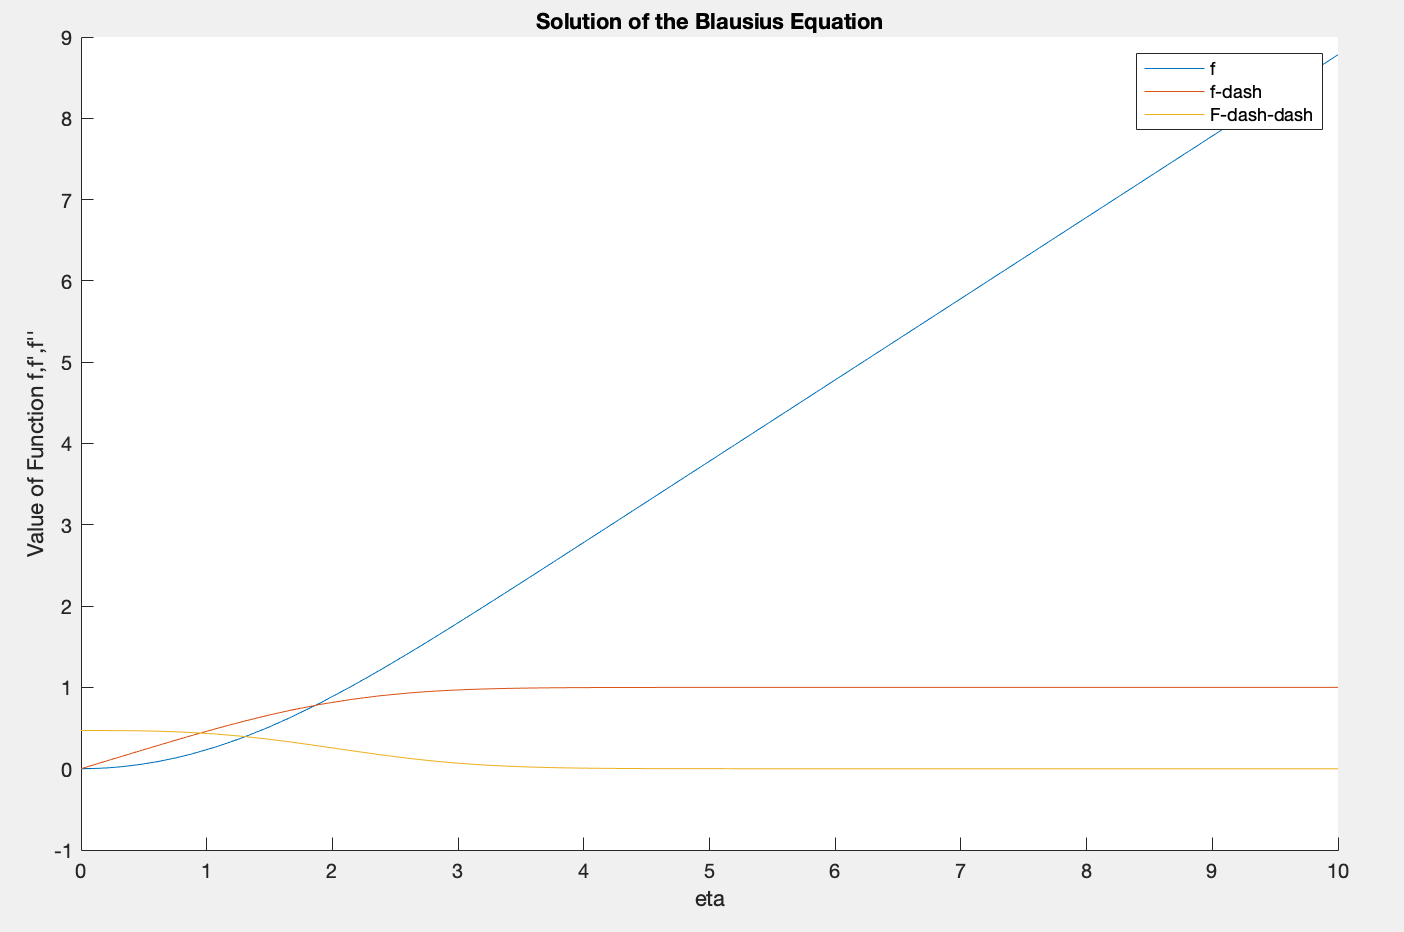 Solution of the Blausius Equation
f
f-dash
F-dash-dash
Value of Function f,f',f''
9
8
7
6
5
4
3
2
1
0
-1
0 1 2 3 4 5 6 7 8 9 10
eta